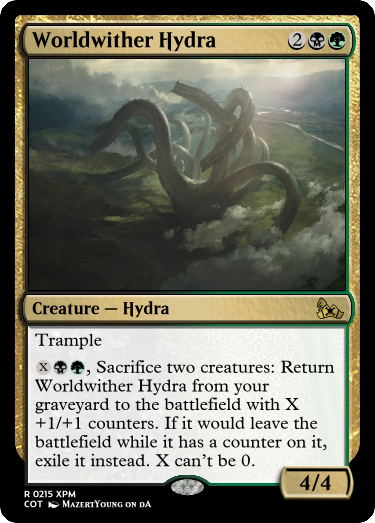 Worldwither Hydra 2
Creature — Hydra
Trample
X, Sacrifice two creatures: Return
Worldwither Hydra from your
graveyard to the battlefield with X
+1/+1 counters. If it would leave the
battlefield while it has a counter on it,
exile it instead. X can't be 0.
4/4
R 0215 XPM
COT MazertYoung on dA